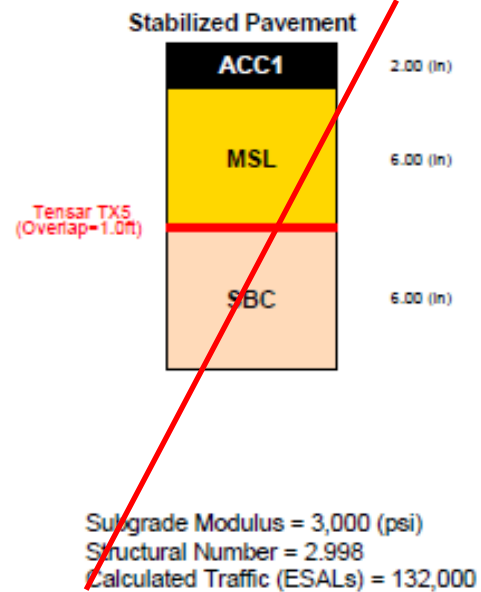 Stabilized Pavement
ACC1
2.00 (in)
MSL
6.00 (in)
Tensar TX5
(Overlap=1.0ft)
SBC
6.00 (in)
Subgrade Modulus = 3,000 (psi)
Structural Number = 2.998
Calculated Traffic (ESALs) = 132,000